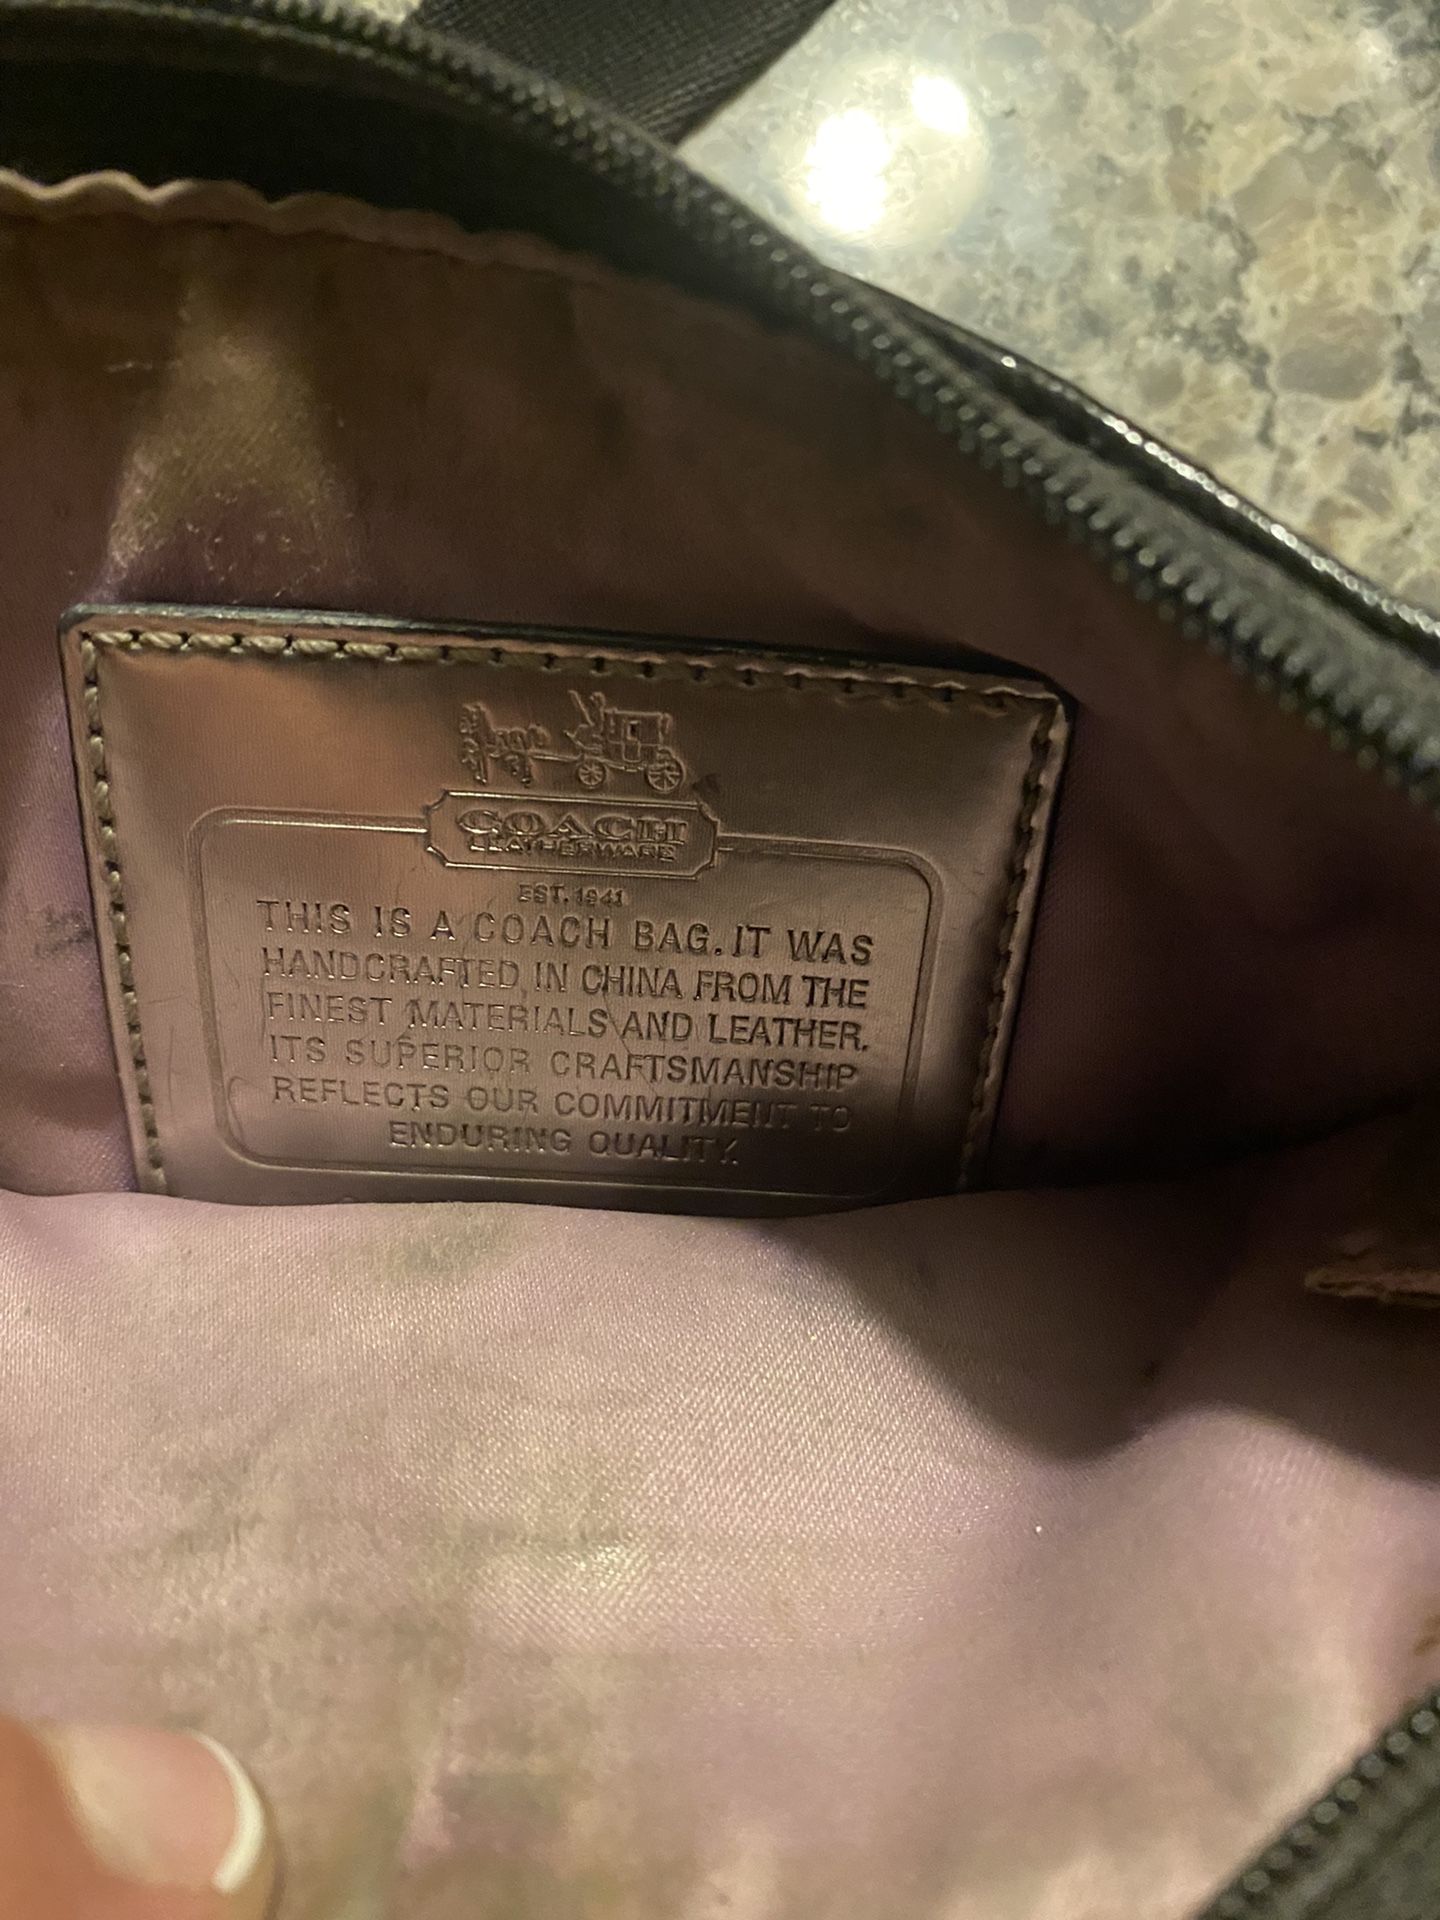 COACH
LEATHERWARE
EST. 1941
THIS IS A COACH BAG. IT WAS
HANDCRAFTED IN CHINA FROM THE
FINEST MATERIALS AND LEATHER.
ITS SUPERIOR CRAFTSMANSHIP
REFLECTS OUR COMMITMENT TO
ENDURING QUALITY.